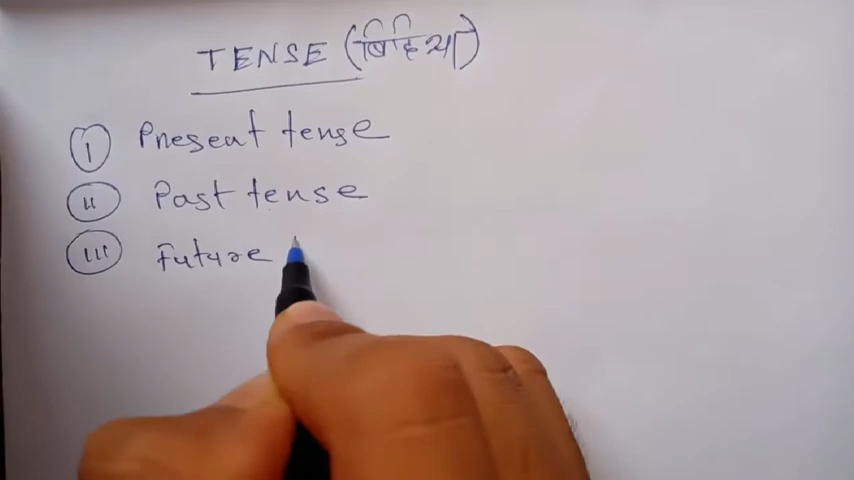 TENSE
I Present tense
II Past tense
III Future